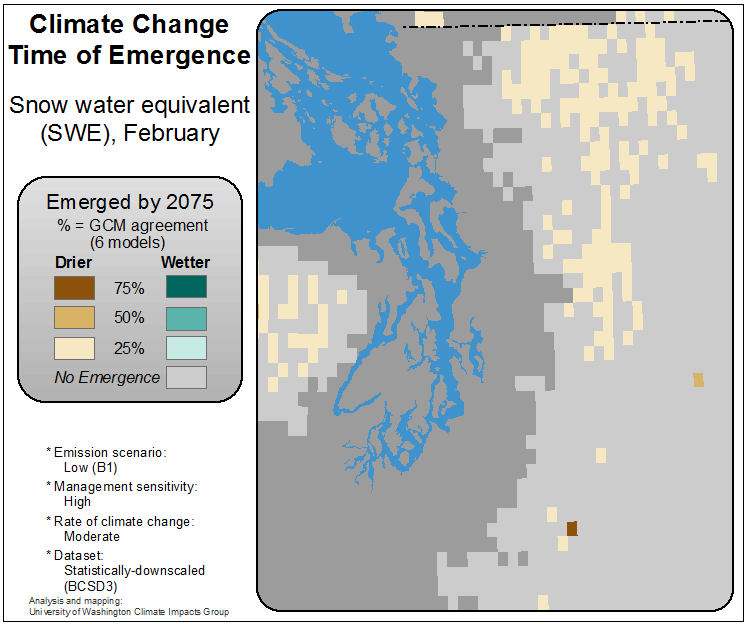 Climate Change
Time of Emergence
Snow water equivalent
(SWE), February
Emerged by 2075
% = GCM agreement
(6 models)
Drier Wetter
75%
50%
25%
No Emergence
* Emission scenario:
Low (B1)
* Management sensitivity:
High
* Rate of climate change:
Moderate
* Dataset:
Statistically-downscaled
(BCSD3)
Analysis and mapping:
University of Washington Climate Impacts Group